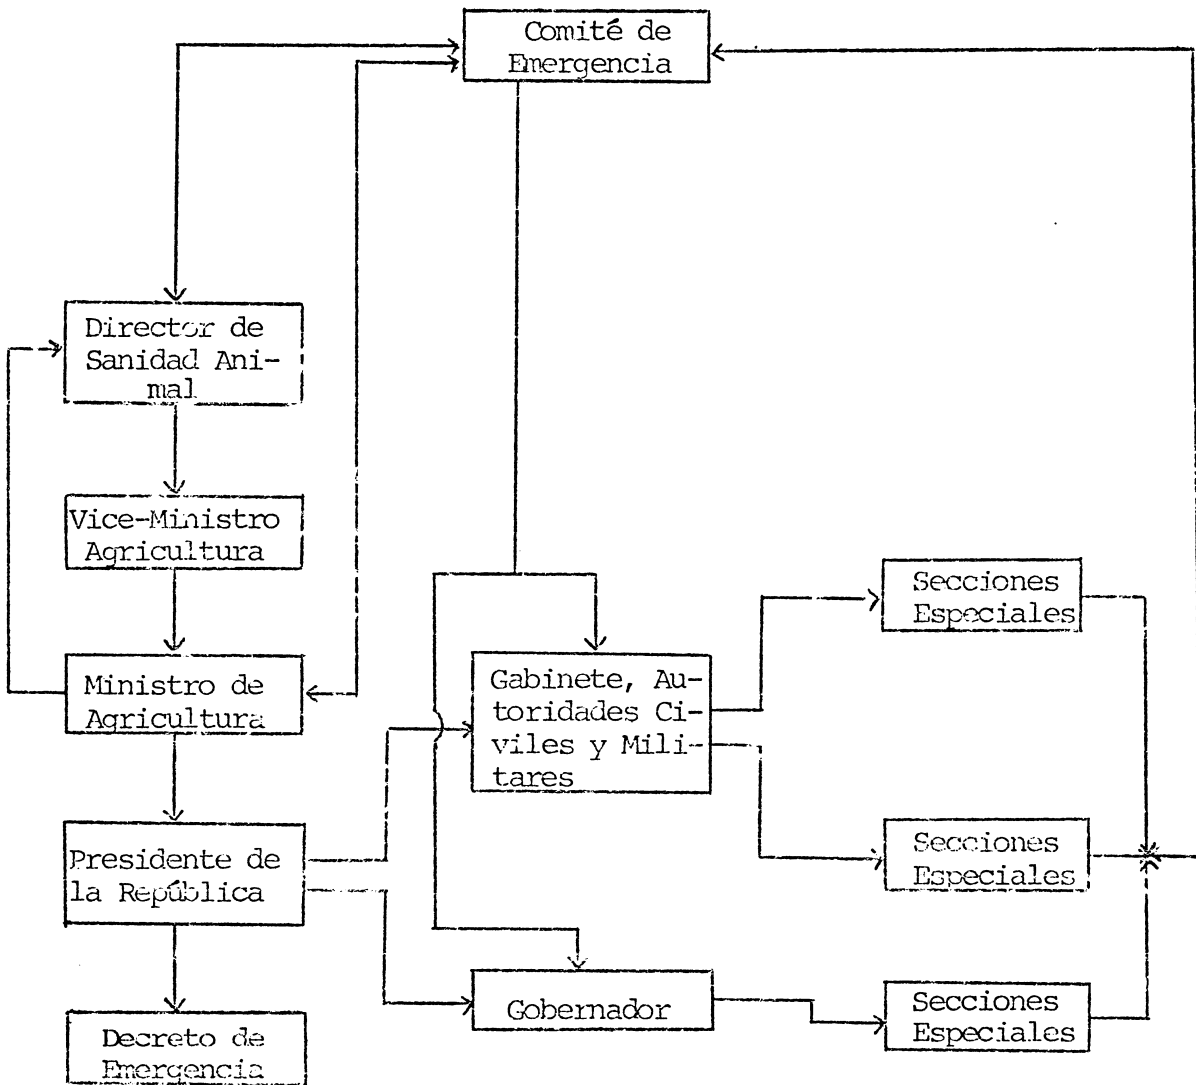 Comité de
Emergencia
Director de
Sanidad Ani-
mal
Vice-Ministro
Agricultura
Ministro de
Agricultura
Presidente de
la República
Decreto de
Emergencia
Gabinete, Au-
toridades Ci-
viles y Mili-
tares
Gobernador
Secciones
Especiales
Secciones
Especiales
Secciones
Especiales